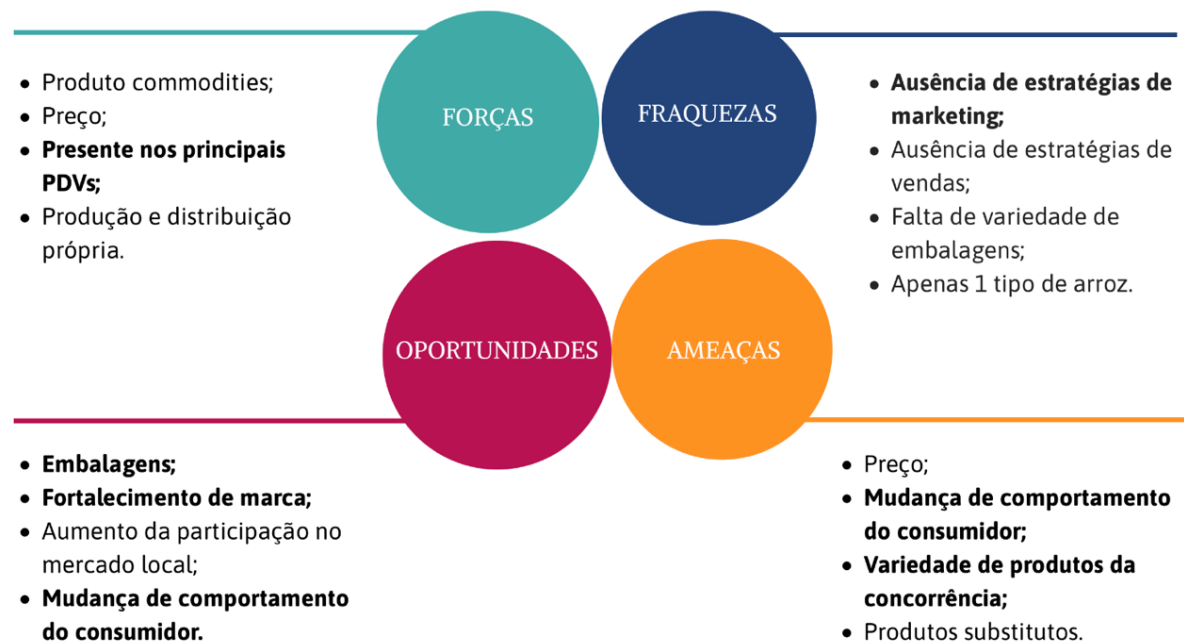 FORÇAS
• Produto commodities;
• Preço;
• Presente nos principais
PDVs;
• Produção e distribuição
própria.
FRAQUEZAS
• Ausência de estratégias de
marketing;
• Ausência de estratégias de
vendas;
• Falta de variedade de
embalagens;
• Apenas 1 tipo de arroz.
OPORTUNIDADES
• Embalagens;
• Fortalecimento de marca;
• Aumento da participação no
mercado local;
• Mudança de comportamento
do consumidor.
AMEAÇAS
• Preço;
• Mudança de comportamento
do consumidor;
• Variedade de produtos da
concorrência;
• Produtos substitutos.